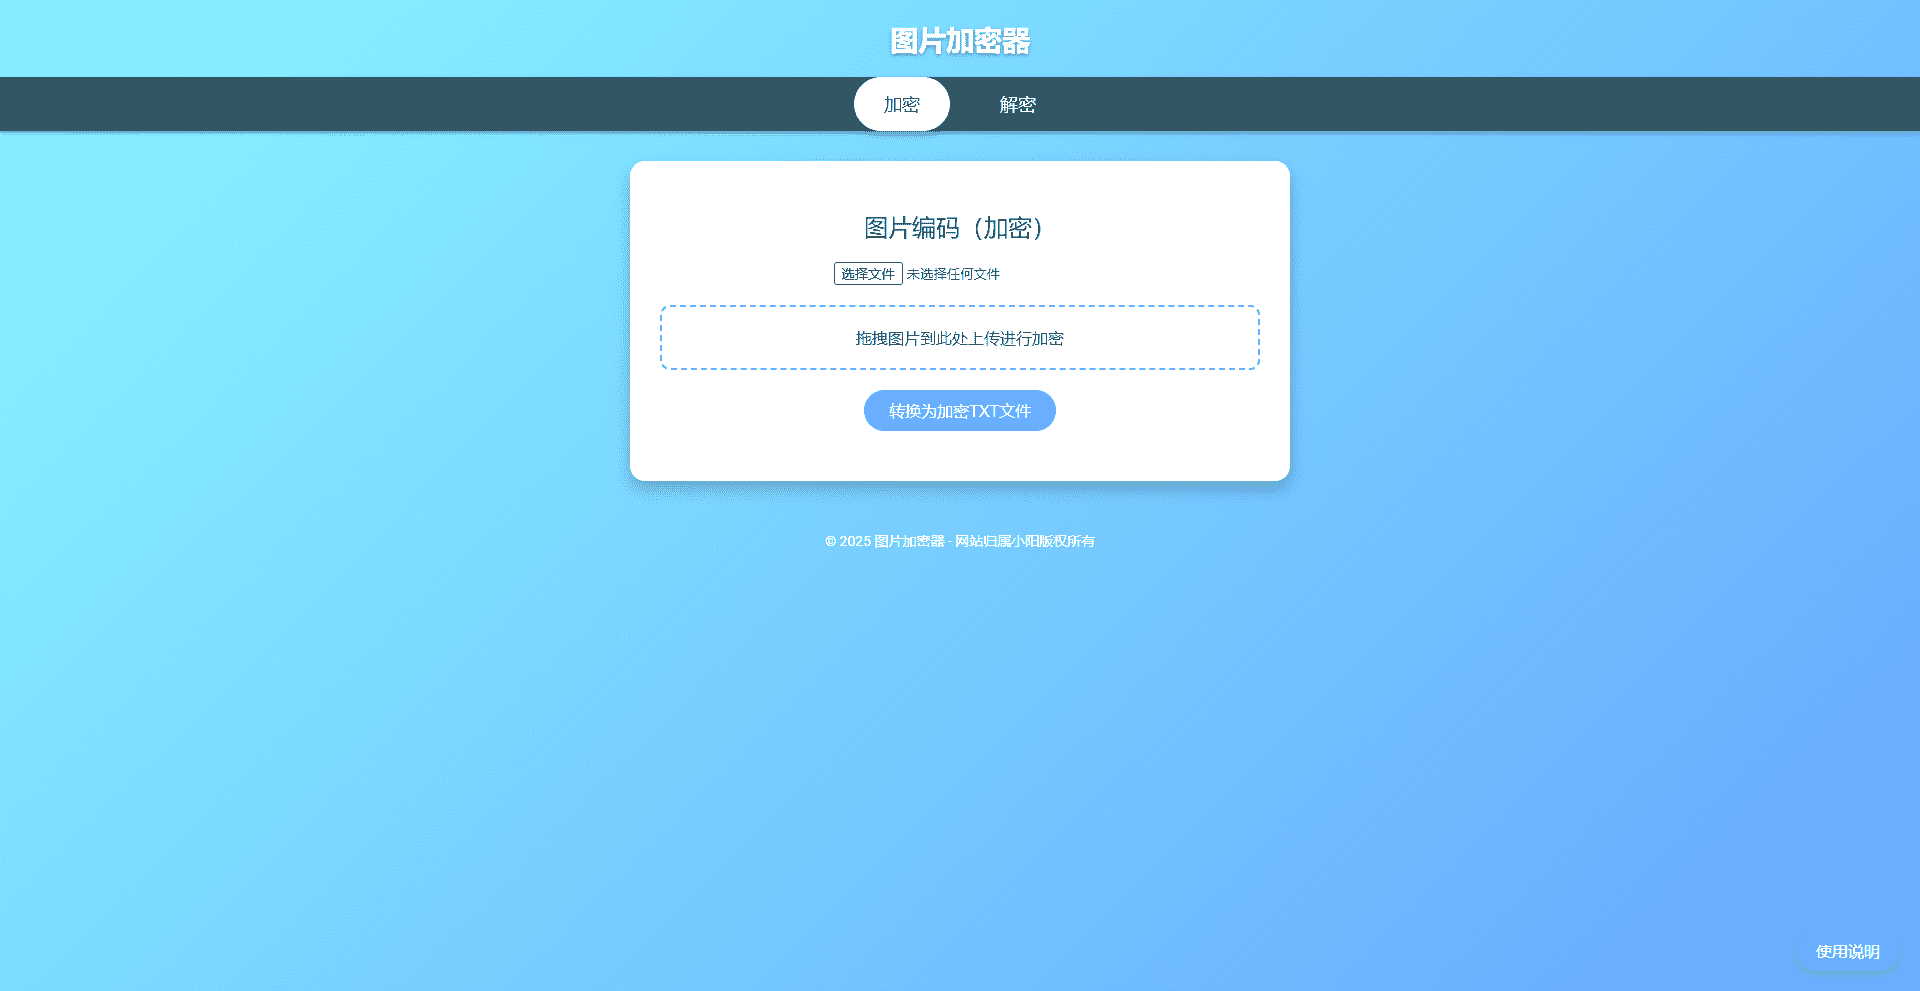 图片加密器
加密 解密
图片编码（加密）
选择文件 未选择任何文件
拖拽图片到此处上传进行加密
转换为加密TXT文件
© 2025 图片加密器 - 网站归属小阳版权所有
使用说明